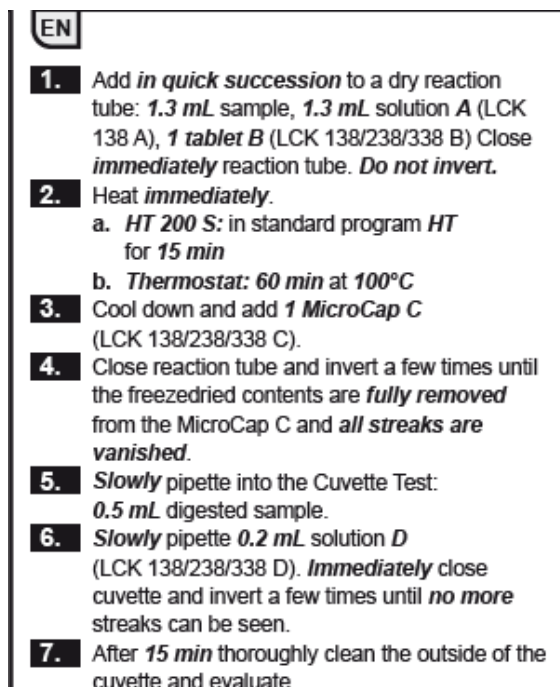 EN
1. Add in quick succession to a dry reaction
tube: 1.3 mL sample, 1.3 mL solution A (LCK
138 A), 1 tablet B (LCK 138/238/338 B) Close
immediately reaction tube. Do not invert.
2. Heat immediately.
a. HT 200 S: in standard program HT
for 15 min
b. Thermostat: 60 min at 100°C
3. Cool down and add 1 MicroCap C
(LCK 138/238/338 C).
4. Close reaction tube and invert a few times until
the freezedried contents are fully removed
from the MicroCap C and all streaks are
vanished.
5. Slowly pipette into the Cuvette Test:
0.5 mL digested sample.
6. Slowly pipette 0.2 mL solution D
(LCK 138/238/338 D). Immediately close
cuvette and invert a few times until no more
streaks can be seen.
7. After 15 min thoroughly clean the outside of the
cuvette and evaluate